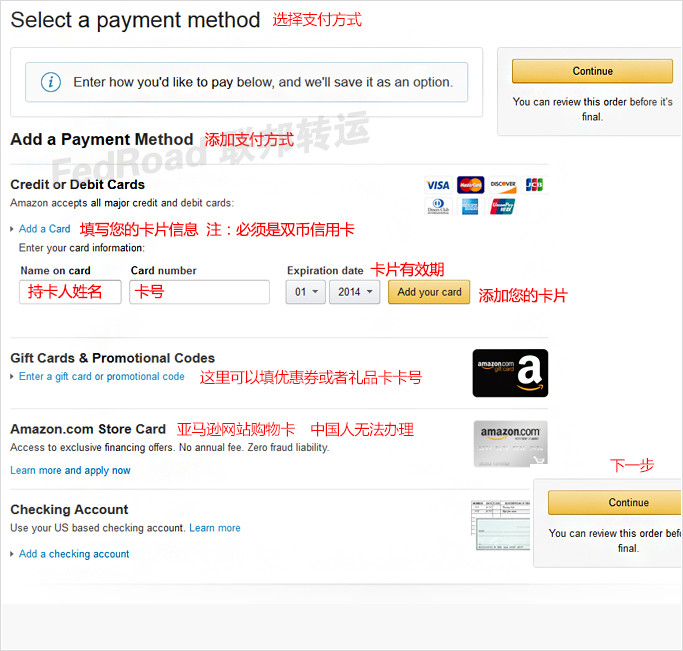 Select a payment method 选择支付方式
Enter how you'd like to pay below, and we'll save it as an option.
Continue
You can review this order before it's
final.
Add a Payment Method 添加支付方式
FedRoad 联邦转运
Credit or Debit Cards
Amazon accepts all major credit and debit cards:
VISA MasterCard DISCOVER JCB
Diners Club UnionPay
Add a Card 填写您的卡片信息 注：必须是双币信用卡
Enter your card information:
Name on card Card number Expiration date 卡片有效期
持卡人姓名 卡号 01 2014 Add your card 添加您的卡片
Gift Cards & Promotional Codes
Enter a gift card or promotional code 这里可以填优惠券或者礼品卡卡号
amazon.com
gift card
a
Amazon.com Store Card 亚马逊网站购物卡 中国人无法办理
Access to exclusive financing offers. No annual fee. Zero fraud liability.
Learn more and apply now
amazon.com
下一步
Checking Account
Use your US based checking account. Learn more
Add a checking account
Continue
You can review this order befo
final.